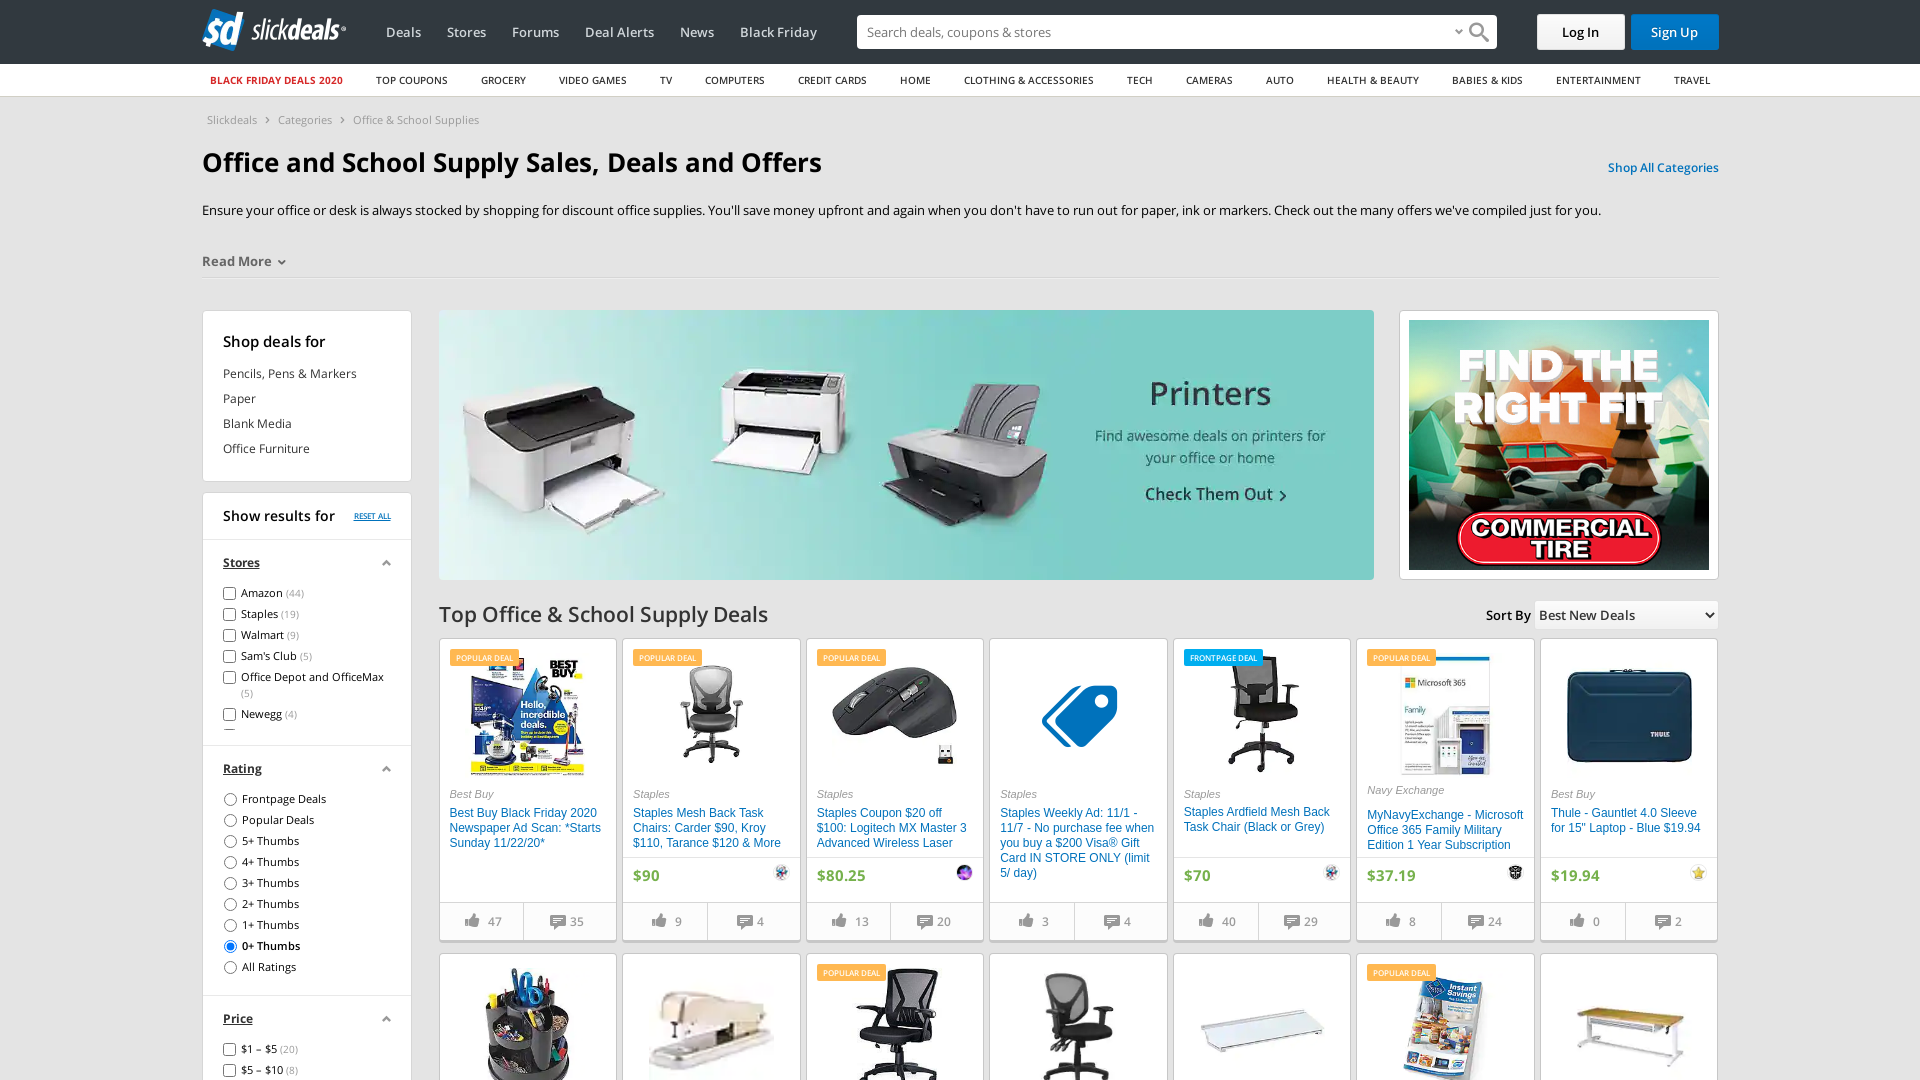 slickdeals
Deals
Stores
Forums
Deal Alerts
News
Black Friday
Search deals, coupons & stores
Log In
Sign Up
BLACK FRIDAY DEALS 2020
TOP COUPONS
GROCERY
VIDEO GAMES
TV
COMPUTERS
CREDIT CARDS
HOME
CLOTHING & ACCESSORIES
TECH
CAMERAS
AUTO
HEALTH & BEAUTY
BABIES & KIDS
ENTERTAINMENT
TRAVEL
Slickdeals
Categories
Office & School Supplies
Office and School Supply Sales, Deals and Offers
Shop All Categories
Ensure your office or desk is always stocked by shopping for discount office supplies. You'll save money upfront and again when you don't have to run out for paper, ink or markers. Check out the many offers we've compiled just for you.
Read More
Shop deals for
Pencils, Pens & Markers
Paper
Blank Media
Office Furniture
Show results for
RESET ALL
Stores
Amazon (44)
Staples (19)
Walmart (9)
Sam's Club (5)
Office Depot and OfficeMax
(5)
Newegg (4)
Rating
Frontpage Deals
Popular Deals
5+ Thumbs
4+ Thumbs
3+ Thumbs
2+ Thumbs
1+ Thumbs
0+ Thumbs
All Ratings
Price
$1 – $5 (20)
$5 – $10 (8)
Printers
Find awesome deals on printers for
your office or home
Check Them Out
FIND THE
RIGHT FIT
COMMERCIAL
TIRE
Top Office & School Supply Deals
Sort By
Best New Deals
POPULAR DEAL
BEST
BUY
Hello,
incredible
deals.
Best Buy
Best Buy Black Friday 2020
Newspaper Ad Scan: *Starts
Sunday 11/22/20*
47
35
POPULAR DEAL
Staples
Staples Mesh Back Task
Chairs: Carder $90, Kroy
$110, Tarance $120 & More
$90
9
4
POPULAR DEAL
Staples
Staples Coupon $20 off
$100: Logitech MX Master 3
Advanced Wireless Laser
$80.25
13
20
Staples
Staples Weekly Ad: 11/1 -
11/7 - No purchase fee when
you buy a $200 Visa® Gift
Card IN STORE ONLY (limit
5/ day)
3
4
FRONTPAGE DEAL
Staples
Staples Ardfield Mesh Back
Task Chair (Black or Grey)
$70
40
29
POPULAR DEAL
Microsoft 365
Family
Navy Exchange
MyNavyExchange - Microsoft
Office 365 Family Military
Edition 1 Year Subscription
$37.19
8
24
THULE
Best Buy
Thule - Gauntlet 4.0 Sleeve
for 15" Laptop - Blue $19.94
$19.94
0
2
POPULAR DEAL
POPULAR DEAL
Instant
Savings